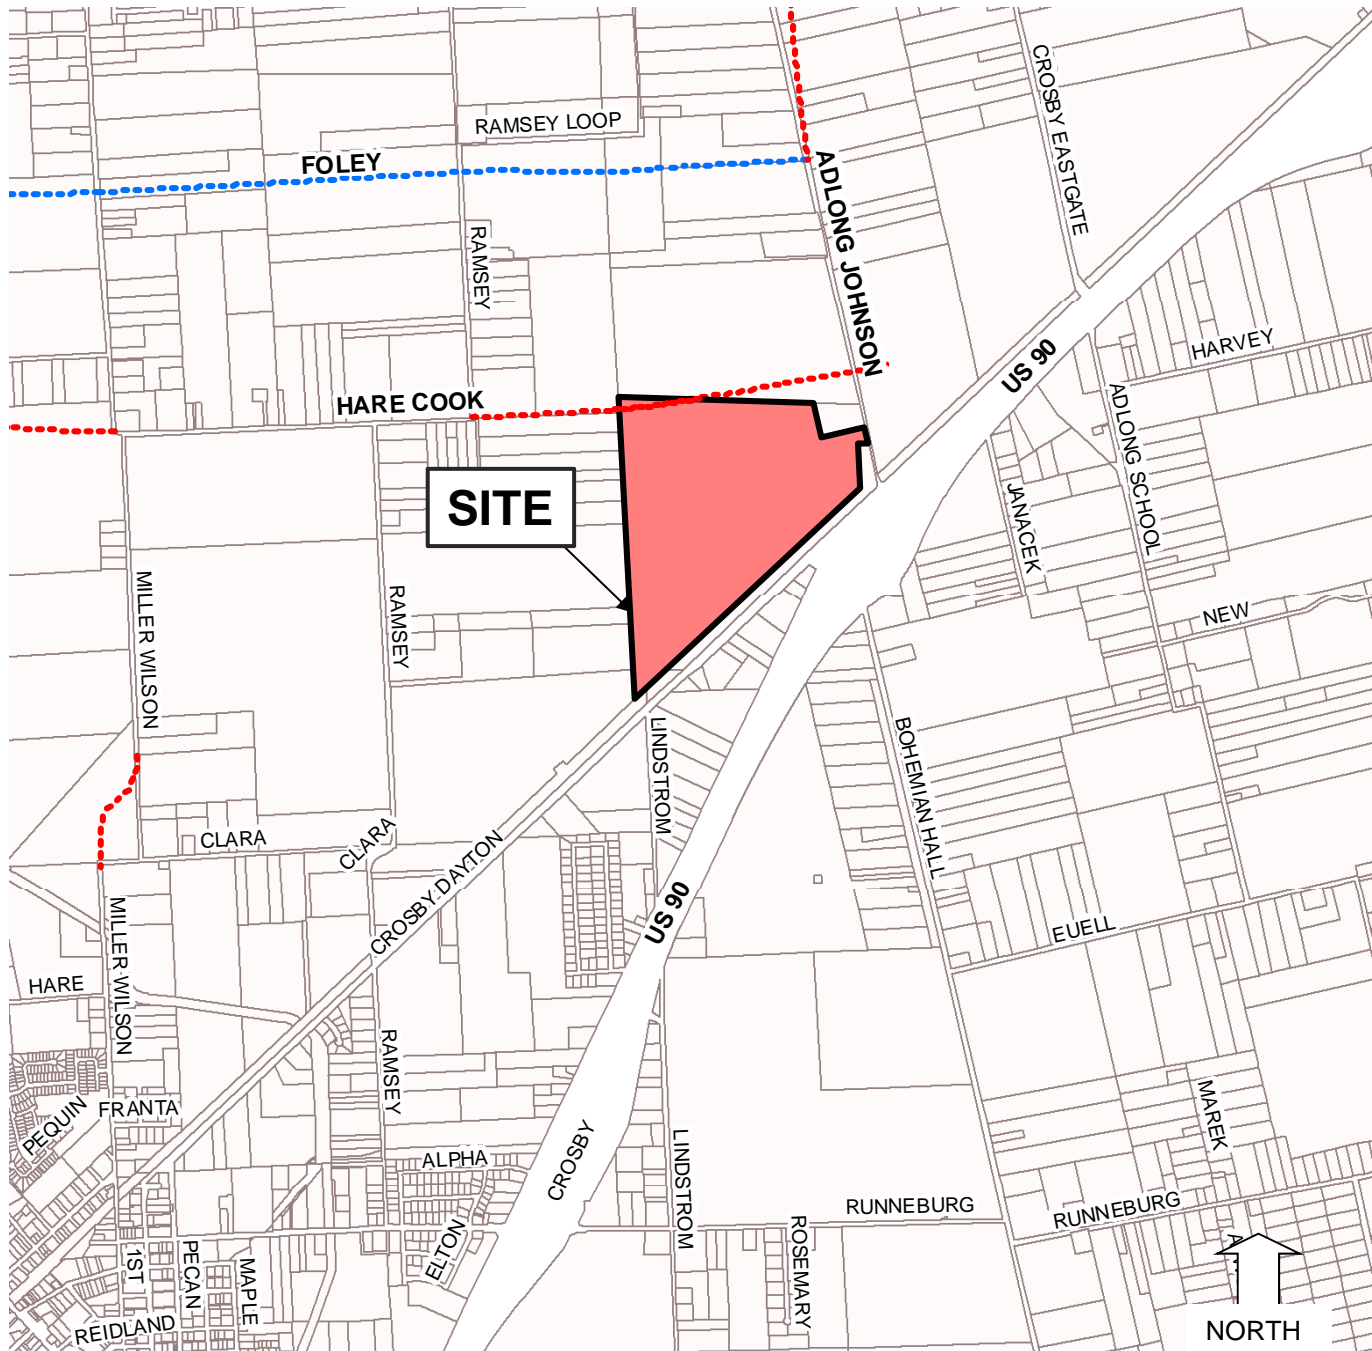 CROSBY EASTGATE
RAMSEY LOOP
FOLEY
ADLONG JOHNSON
RAMSEY
HARVEY
US 90
HARE COOK
ADLONG SCHOOL
SITE
JANACEK
MILLER WILSON
RAMSEY
NEW
LINDSTROM
BOHEMIAN HALL
CLARA
CLARA
CROSBY DAYTON
US 90
EUELL
MILLER WILSON
HARE
RAMSEY
MAREK
PEQUIN
FRANTA
CROSBY
ALPHA
LINDSTROM
RUNNEBURG
RUNNEBURG
ELTON
ROSEMARY
1ST
PECAN
MAPLE
REIDLAND
NORTH